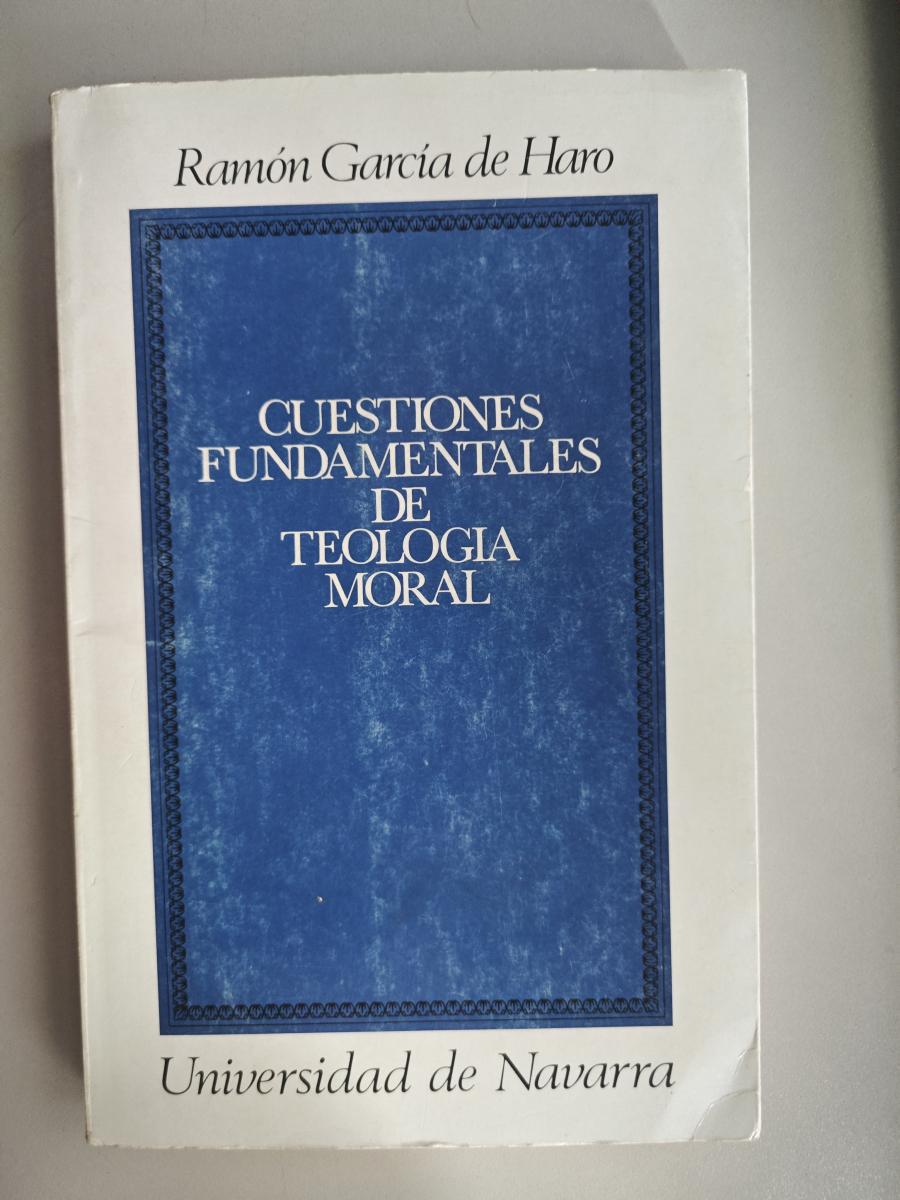 Ramón García de Haro
CUESTIONES
FUNDAMENTALES
DE
TEOLOGIA
MORAL
Universidad de Navarra